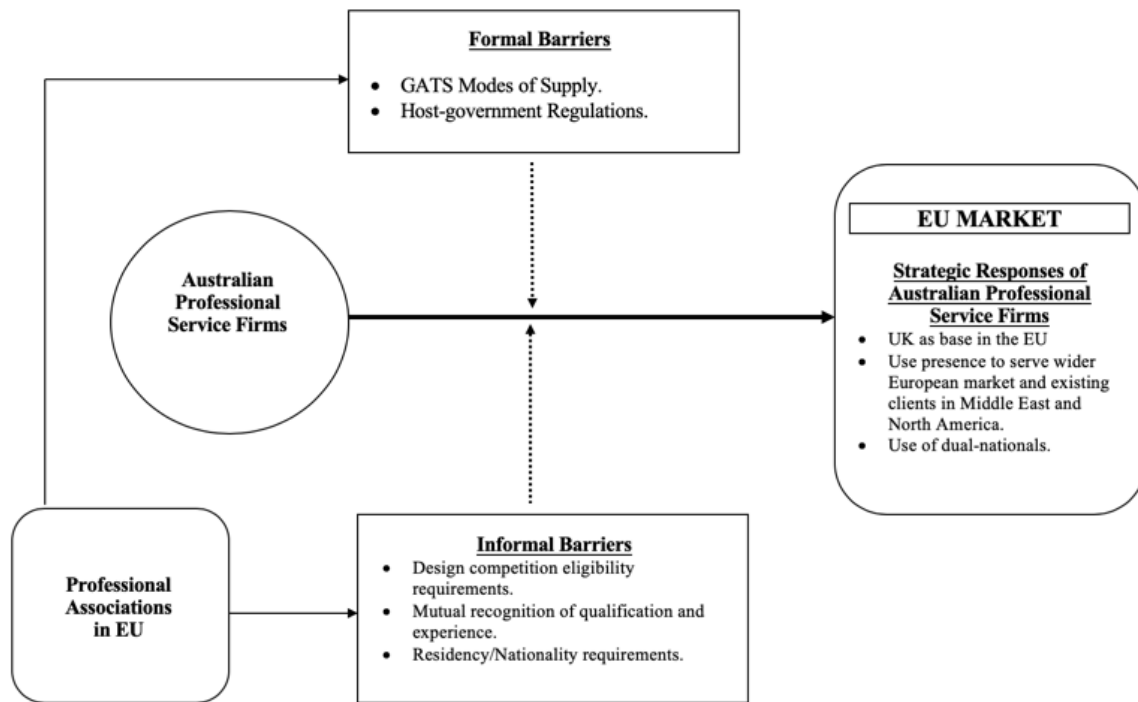 Formal Barriers
• GATS Modes of Supply.
• Host-government Regulations.
Australian
Professional
Service Firms
EU MARKET
Strategic Responses of
Australian Professional
Service Firms
• UK as base in the EU
• Use presence to serve wider
European market and existing
clients in Middle East and
North America.
• Use of dual-nationals.
Professional
Associations
in EU
Informal Barriers
• Design competition eligibility
requirements.
• Mutual recognition of qualification and
experience.
• Residency/Nationality requirements.